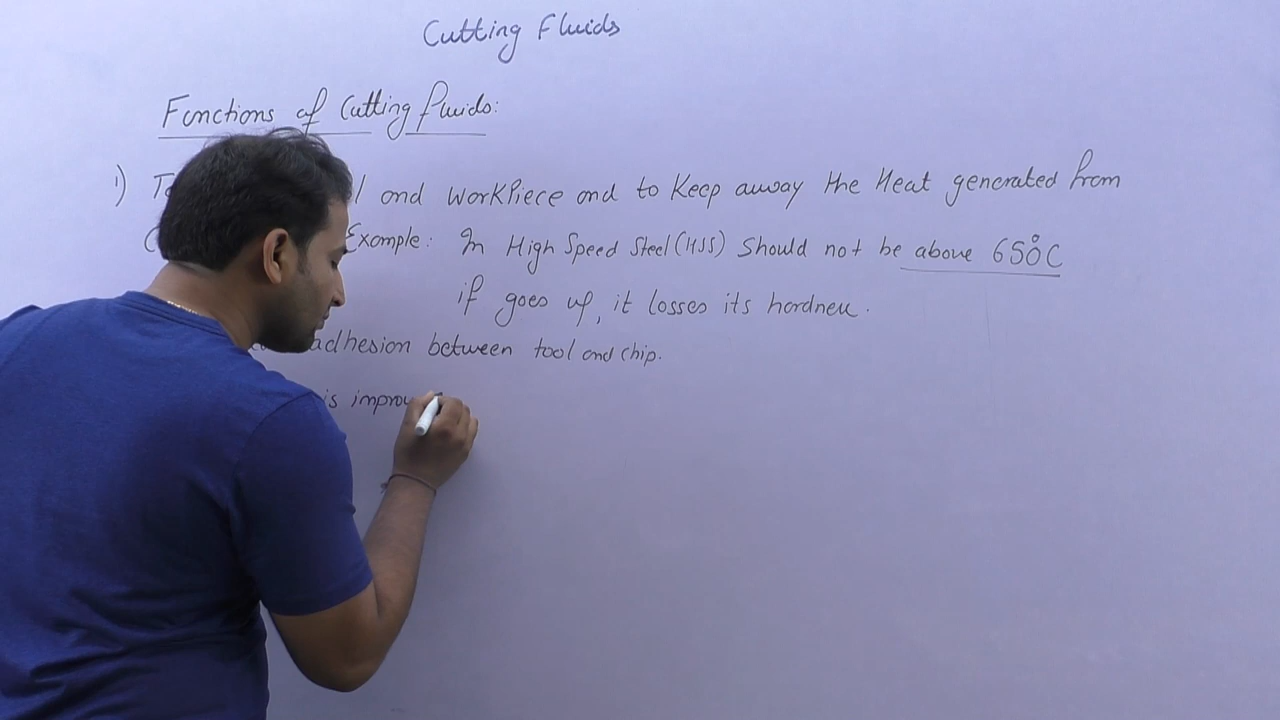 Cutting Fluids
Functions of Cutting fluids:
1) and Workpiece and to Keep away the Heat generated from
Example: In High Speed Steel (HSS) Should not be above 650°C
if goes up, it losses its hardness.
adhesion between tool and chip.
is improv